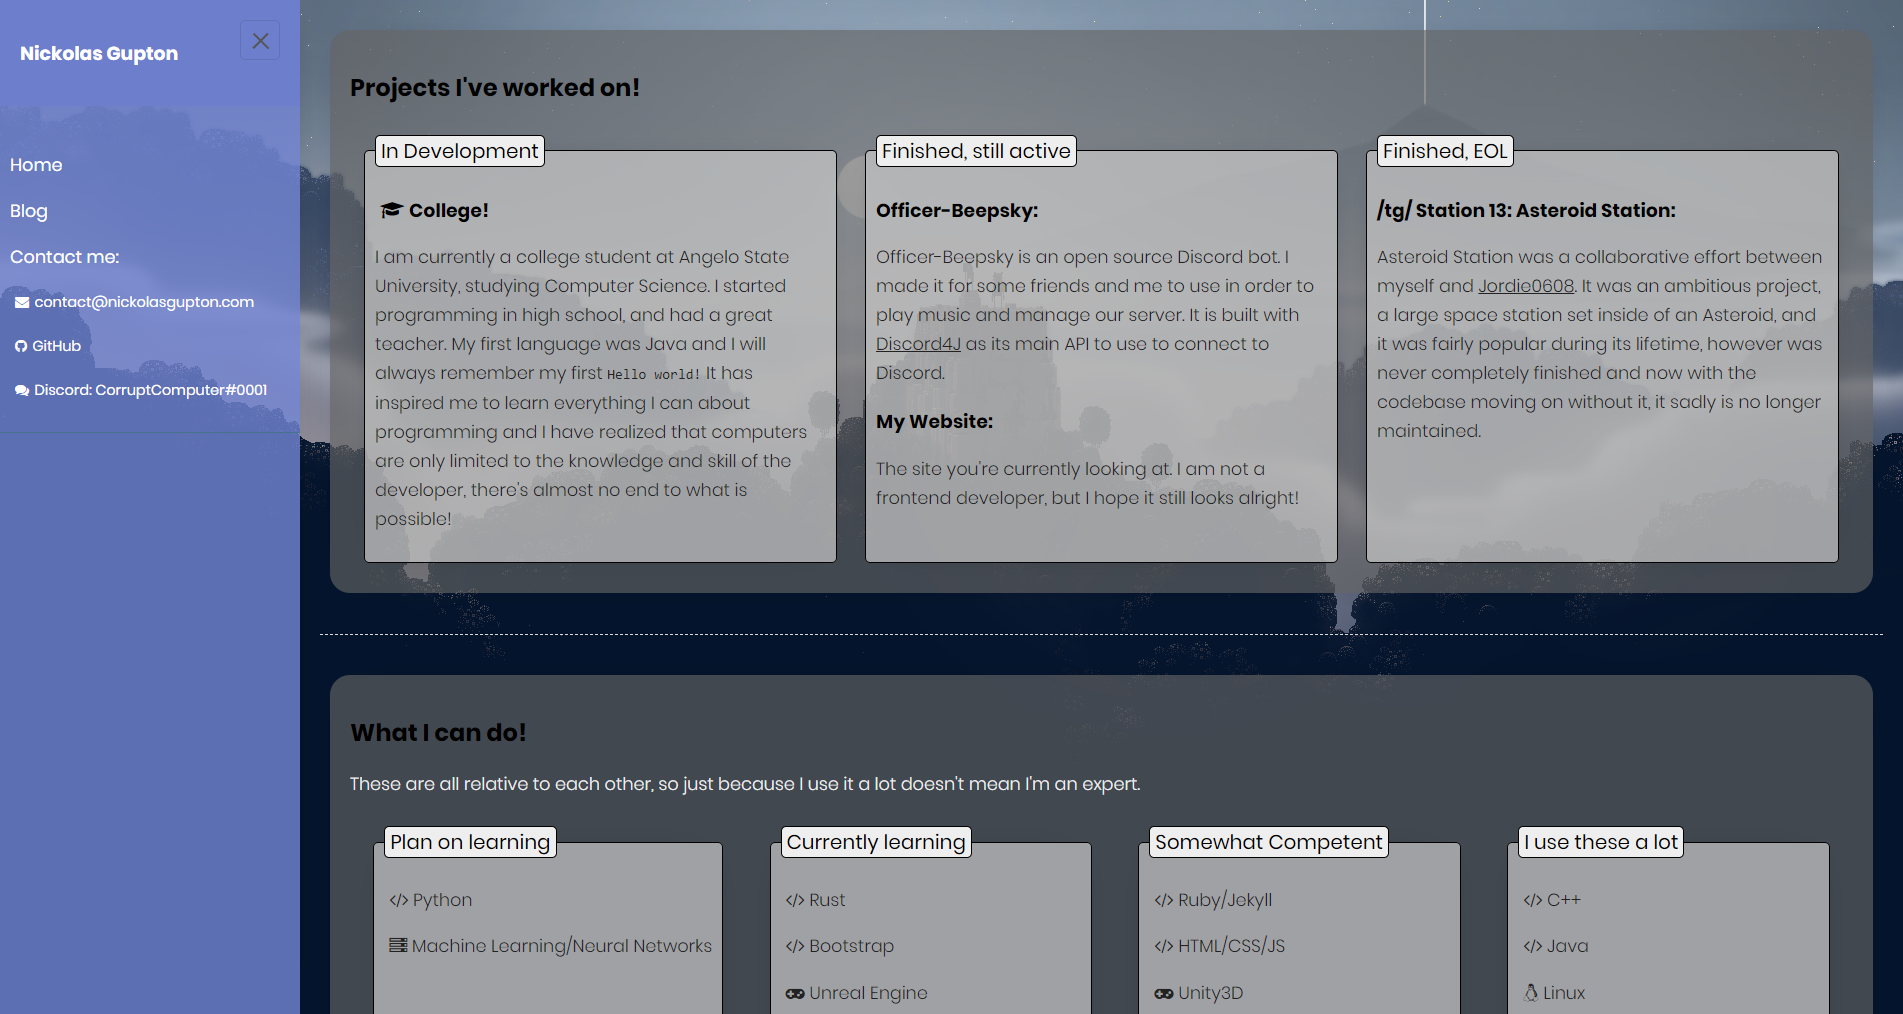 Nickolas Gupton
Home
Blog
Contact me:
contact@nickolasgupton.com
GitHub
Discord: CorruptComputer#0001
Projects I've worked on!
In Development
College!
I am currently a college student at Angelo State
University, studying Computer Science. I started
programming in high school, and had a great
teacher. My first language was Java and I will
always remember my first Hello world! It has
inspired me to learn everything I can about
programming and I have realized that computers
are only limited to the knowledge and skill of the
developer, there's almost no end to what is
possible!
Finished, still active
Officer-Beepsky:
Officer-Beepsky is an open source Discord bot. I
made it for some friends and me to use in order to
play music and manage our server. It is built with
Discord4J as its main API to use to connect to
Discord.
My Website:
The site you're currently looking at. I am not a
frontend developer, but I hope it still looks alright!
Finished, EOL
/tg/ Station 13: Asteroid Station:
Asteroid Station was a collaborative effort between
myself and Jordie0608. It was an ambitious project,
a large space station set inside of an Asteroid, and
it was fairly popular during its lifetime, however was
never completely finished and now with the
codebase moving on without it, it sadly is no longer
maintained.
What I can do!
These are all relative to each other, so just because I use it a lot doesn't mean I'm an expert.
Plan on learning
Python
Machine Learning/Neural Networks
Currently learning
Rust
Bootstrap
Unreal Engine
Somewhat Competent
Ruby/Jekyll
HTML/CSS/JS
Unity3D
I use these a lot
C++
Java
Linux